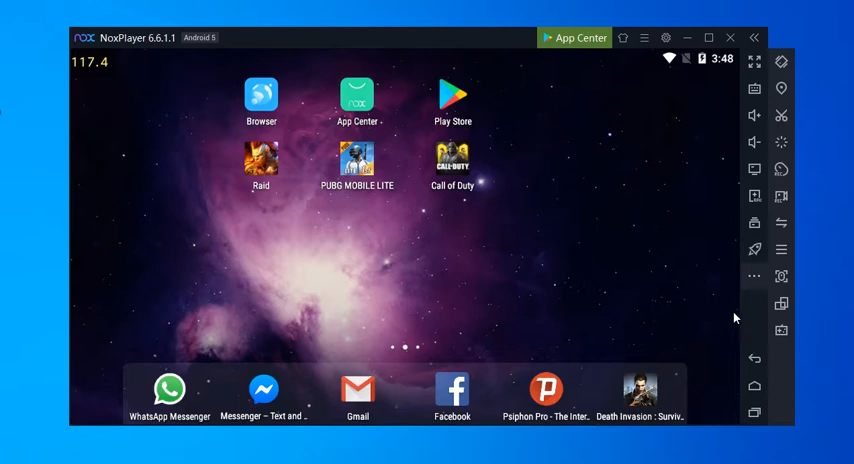 nox NoxPlayer 6.6.1.1 Android 5 App Center
117.4 3:48
Browser App Center Play Store
Raid PUBG MOBILE LITE Call of Duty
WhatsApp Messenger Messenger – Text and .. Gmail Facebook Psiphon Pro - The Inter.. Death Invasion : Surviv..